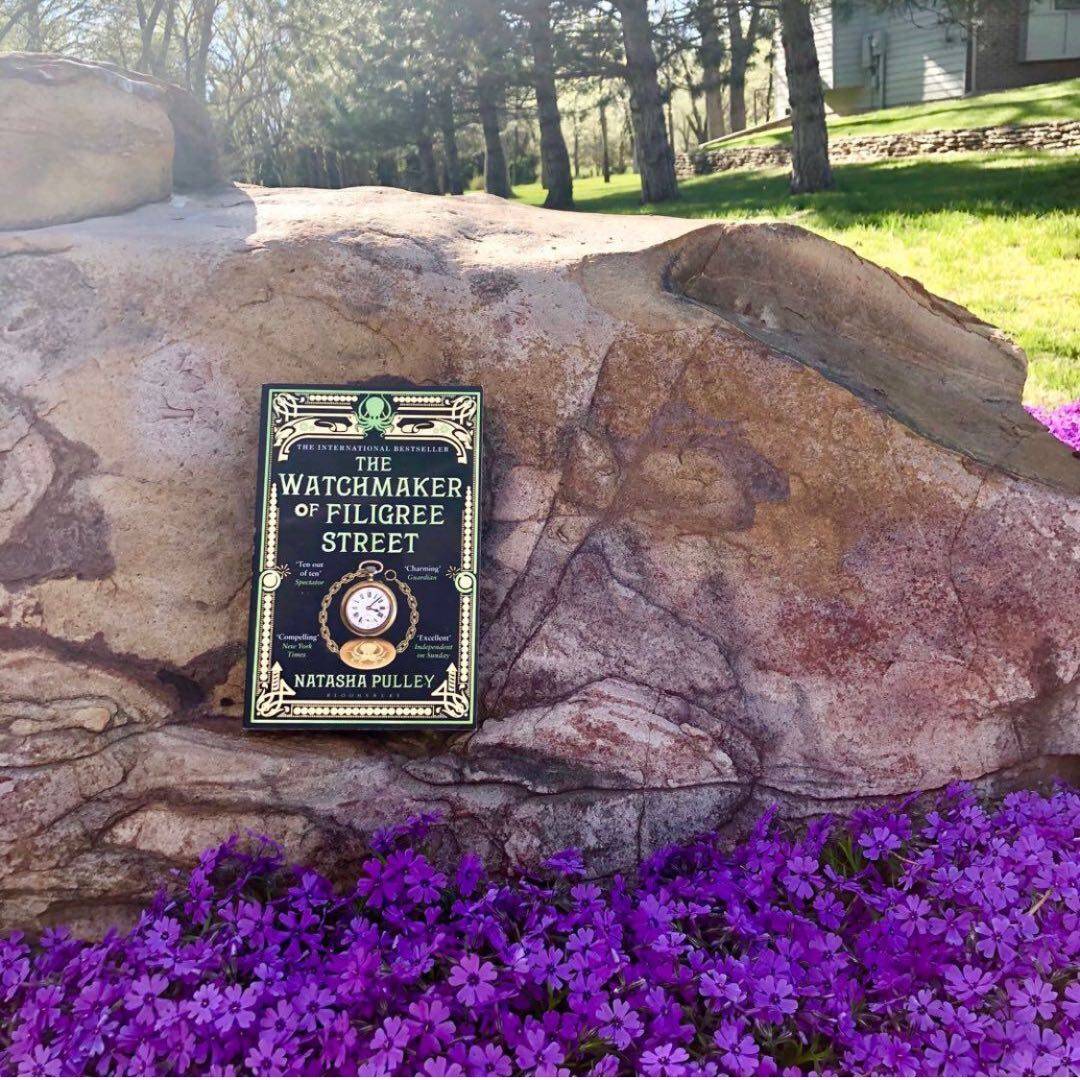 THE INTERNATIONAL BESTSELLER
THE
WATCHMAKER
OF FILIGREE
STREET
'Ten out
of ten'
Spectator
'Charming'
Guardian
'Compelling'
New York
Times
'Excellent'
Independent
on Sunday
NATASHA PULLEY
BLOOMSBURY